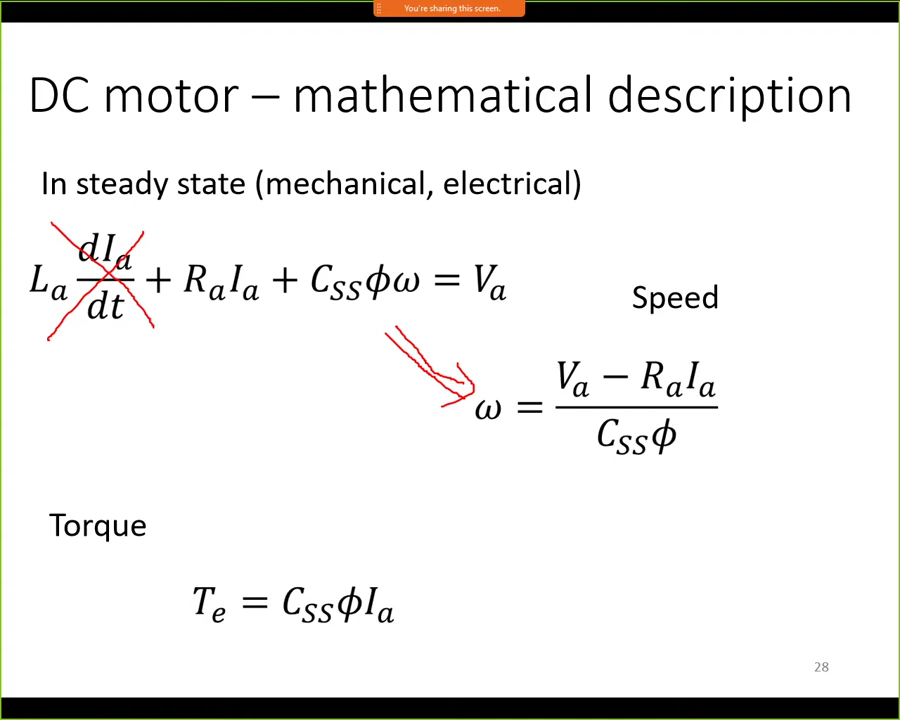 You're sharing this screen.
DC motor – mathematical description
In steady state (mechanical, electrical)
L_a dI_a/dt + R_a I_a + C_SS ϕω = V_a
Speed
ω = (V_a − R_a I_a)/(C_SS ϕ)
Torque
T_e = C_SS ϕ I_a
28